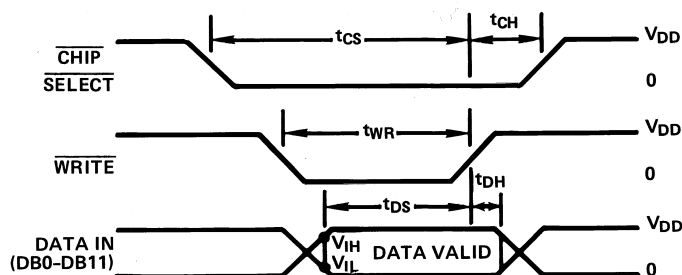 tCS
tCH
VDD
CHIP
SELECT
0
tWR
VDD
WRITE
0
tDH
tDS
VDD
DATA IN
(DB0–DB11)
VIH
VIL
DATA VALID
0